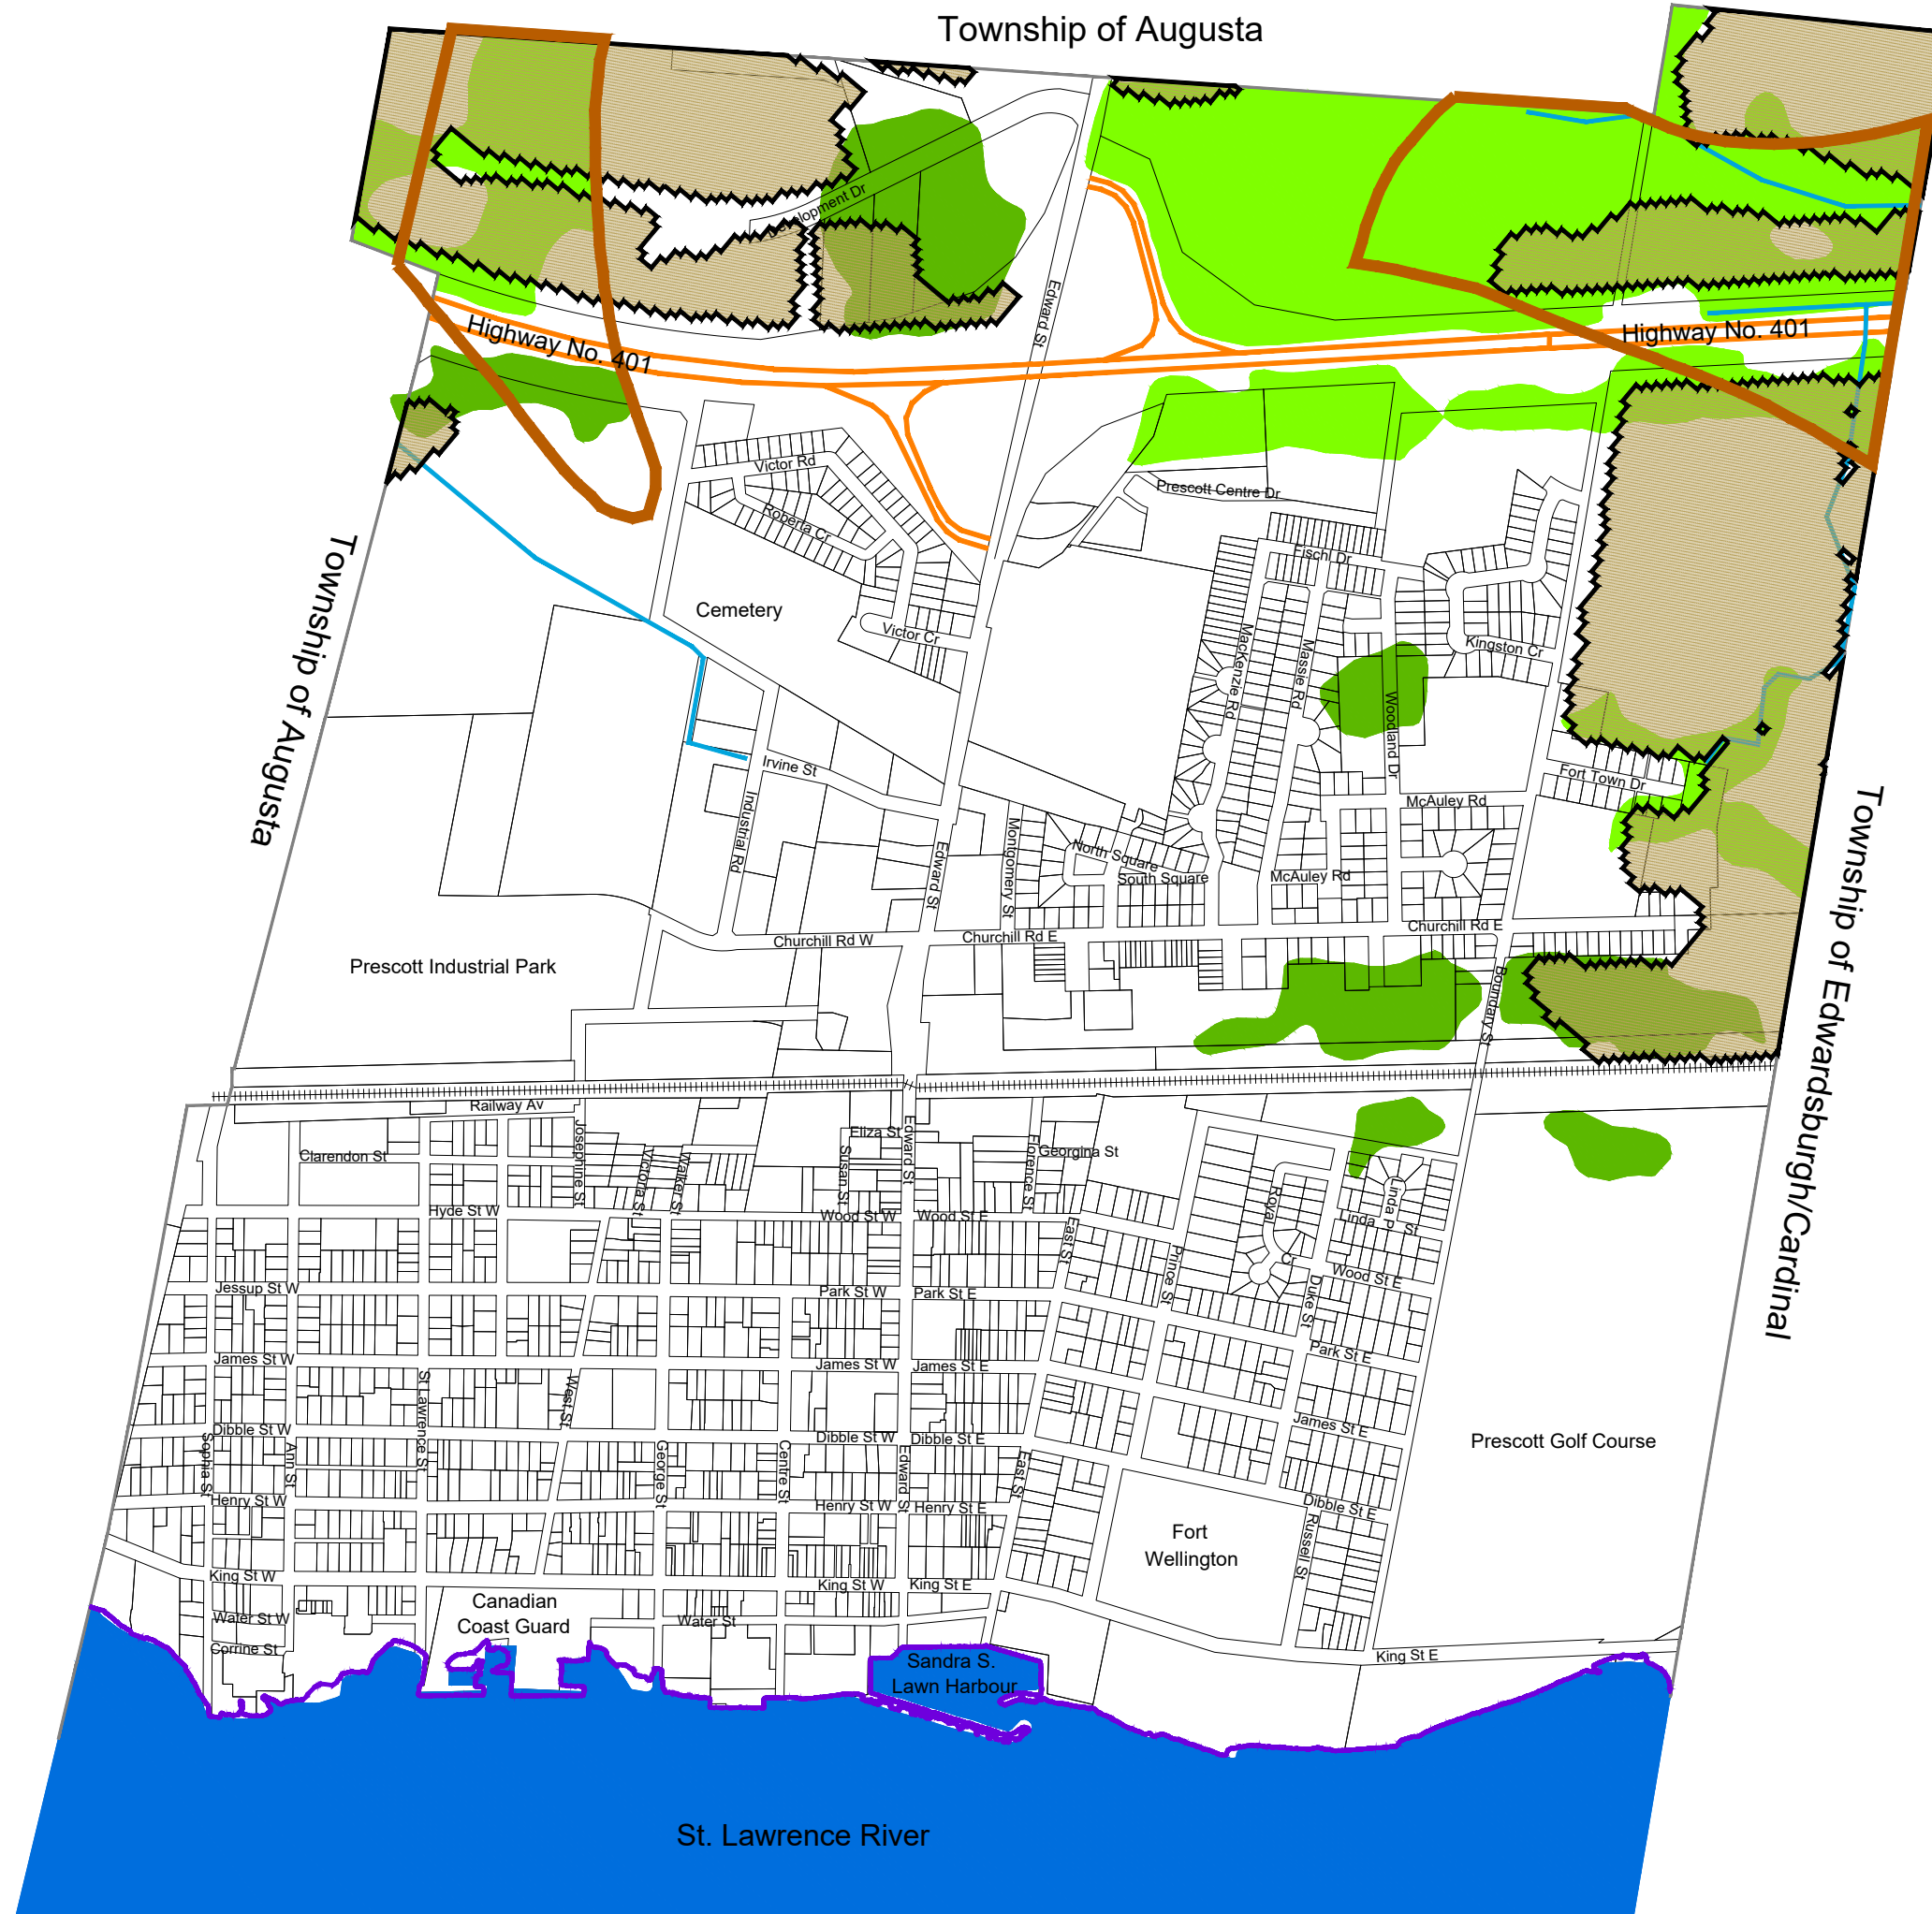 Township of Augusta
Development Dr
Edward St
Highway No. 401
Highway No. 401
Victor Rd
Roberta Cr
Prescott Centre Dr
Fischl Dr
Township of Augusta
Cemetery
Victor Cr
MacKenzie Rd
Massie Rd
Kingston Cr
Woodland Dr
Irvine St
Fort Town Dr
Industrial Rd
McAuley Rd
Montgomery St
Edward St
North Square
South Square
McAuley Rd
Township of Edwardsburgh/Cardinal
Churchill Rd W
Churchill Rd E
Churchill Rd E
Prescott Industrial Park
Boundary St
Railway Av
Josephine St
Clarendon St
Victoria St
Walker St
Eliza St
Susan St
Edward St
Florence St
Georgina St
Hyde St W
Wood St W
Wood St E
East St
Prince St
Royal
Cr
Linda Pl
Linda St
Wood St E
Duke St
Jessup St W
Park St W
Park St E
Park St E
James St W
James St W
James St E
James St E
St Lawrence St
West St
Dibble St W
Dibble St W
Dibble St E
Prescott Golf Course
Sophia St
Ann St
George St
Centre St
Edward St
East St
Henry St W
Henry St W
Henry St E
Dibble St E
Fort
Wellington
Russell St
King St W
King St W
King St E
Canadian
Coast Guard
Water St W
Water St
Corrine St
King St E
Sandra S.
Lawn Harbour
St. Lawrence River